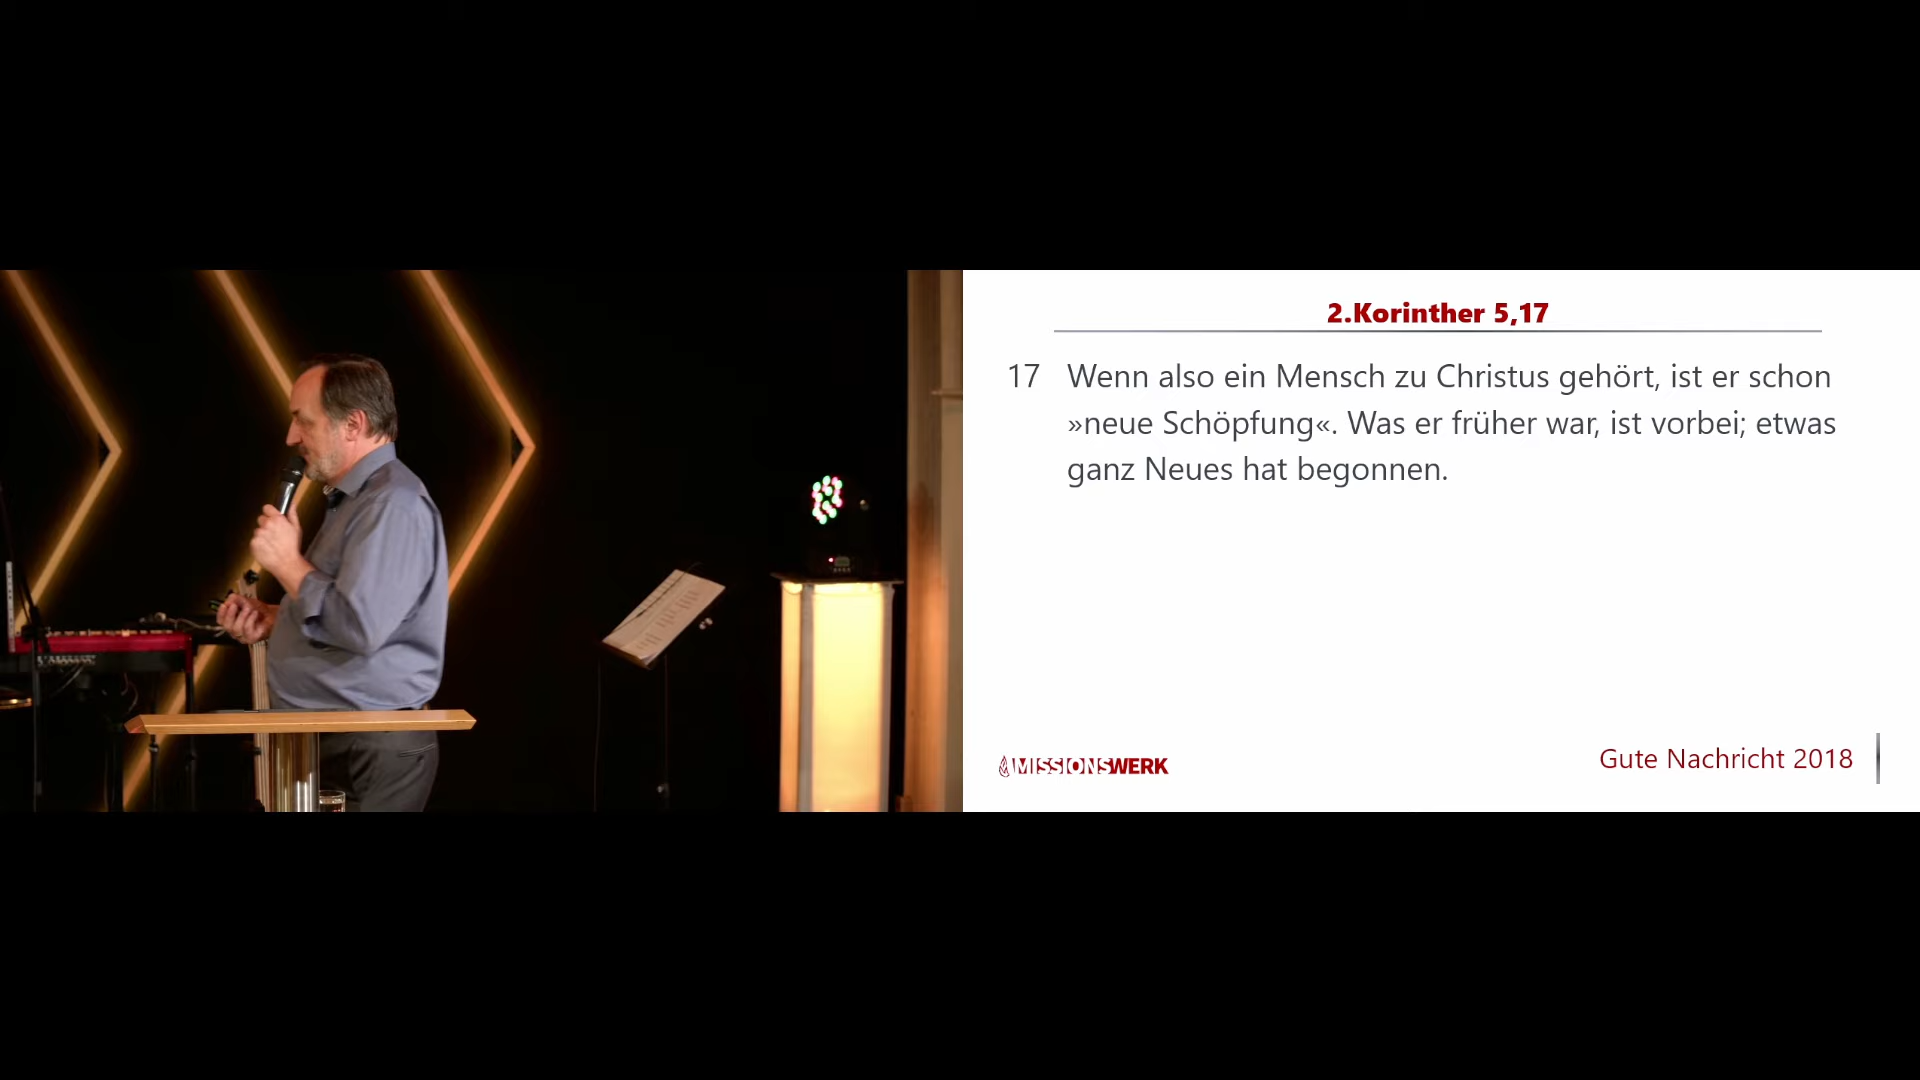 2.Korinther 5,17
17 Wenn also ein Mensch zu Christus gehört, ist er schon
»neue Schöpfung«. Was er früher war, ist vorbei; etwas
ganz Neues hat begonnen.
MISSIONSWERK
Gute Nachricht 2018